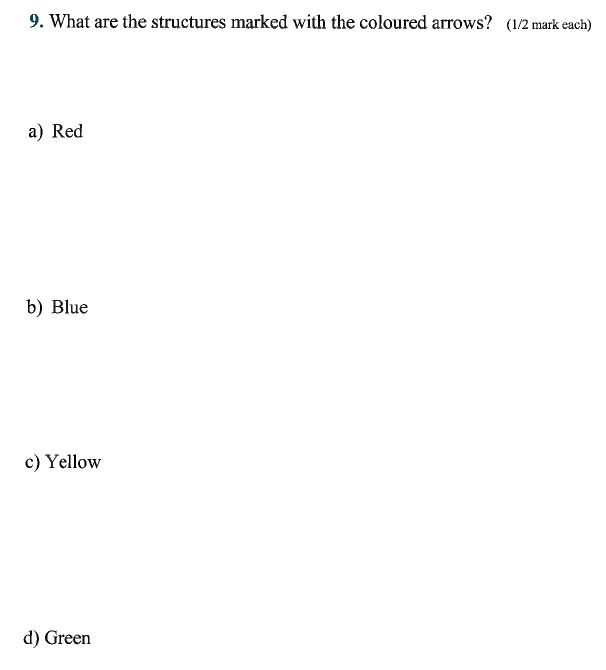 9. What are the structures marked with the coloured arrows? (1/2 mark each)
a) Red
b) Blue
c) Yellow
d) Green